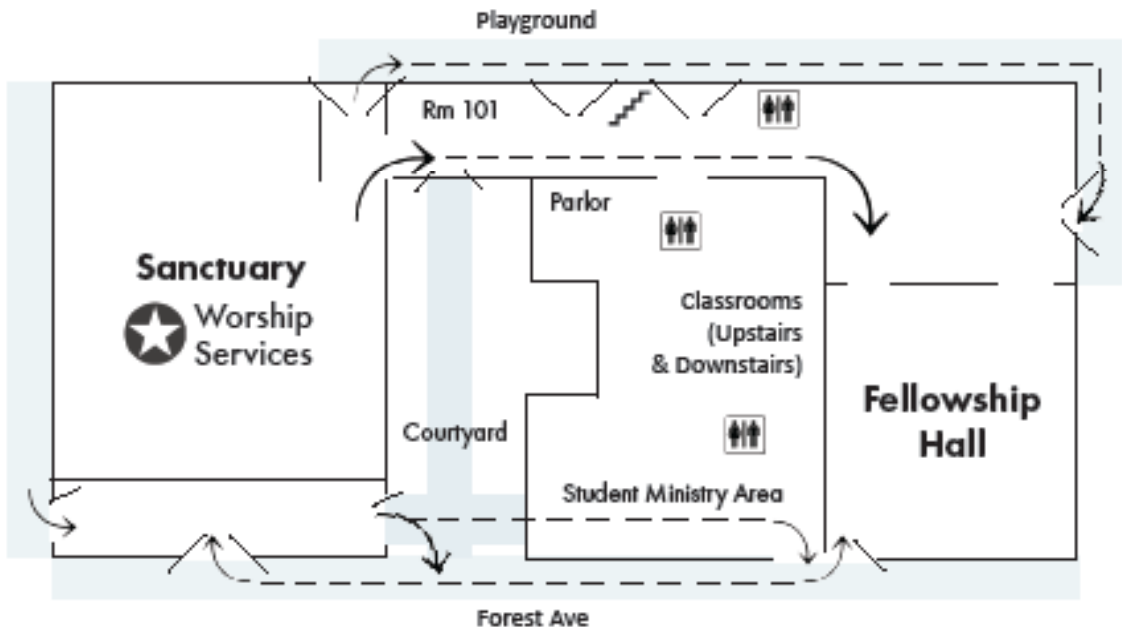 Playground
Rm 101
Parlor
Sanctuary
Worship
Services
Classrooms
(Upstairs
& Downstairs)
Fellowship
Hall
Courtyard
Student Ministry Area
Forest Ave